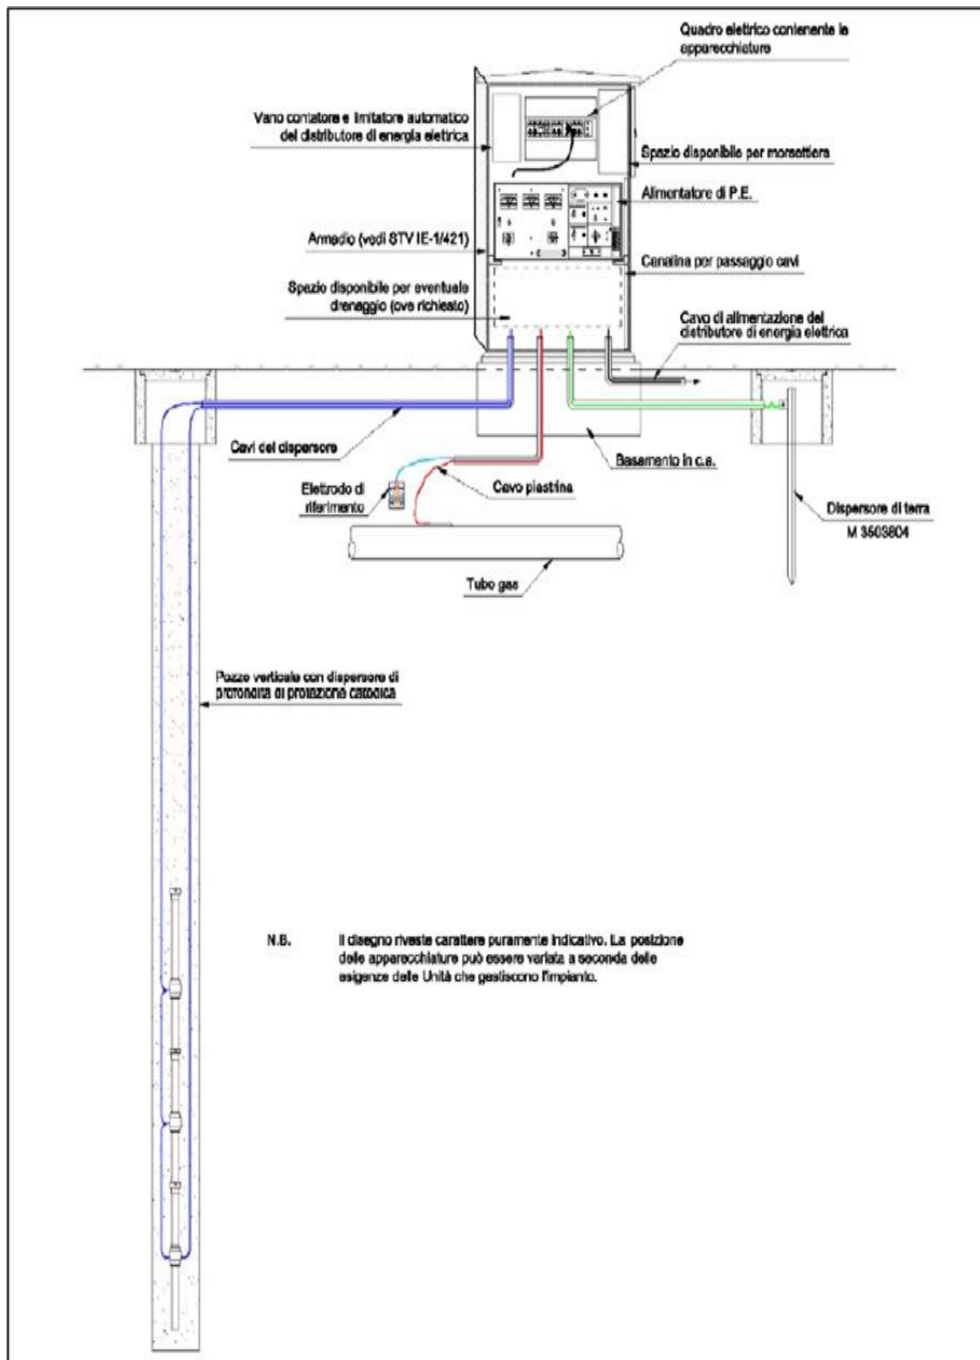 Quadro elettrico contenente le
apparecchiature
Vano contatore e limitatore automatico
del distributore di energia elettrica
Spazio disponibile per morsettiera
Alimentatore di P.E.
Armadio (vedi STV IE-1/421)
Canalina per passaggio cavi
Spazio disponibile per eventuale
drenaggio (ove richiesto)
Cavo di alimentazione del
distributore di energia elettrica
Cavi del dispersore
Basamento in c.a.
Elettrodo di
riferimento
Cavo piastrina
Dispersore di terra
M 3503804
Tubo gas
Pozzo verticale con dispersore di
profondità di protezione catodica
N.B. Il disegno riveste carattere puramente indicativo. La posizione
delle apparecchiature può essere variata a seconda delle
esigenze delle Unità che gestiscono l'impianto.